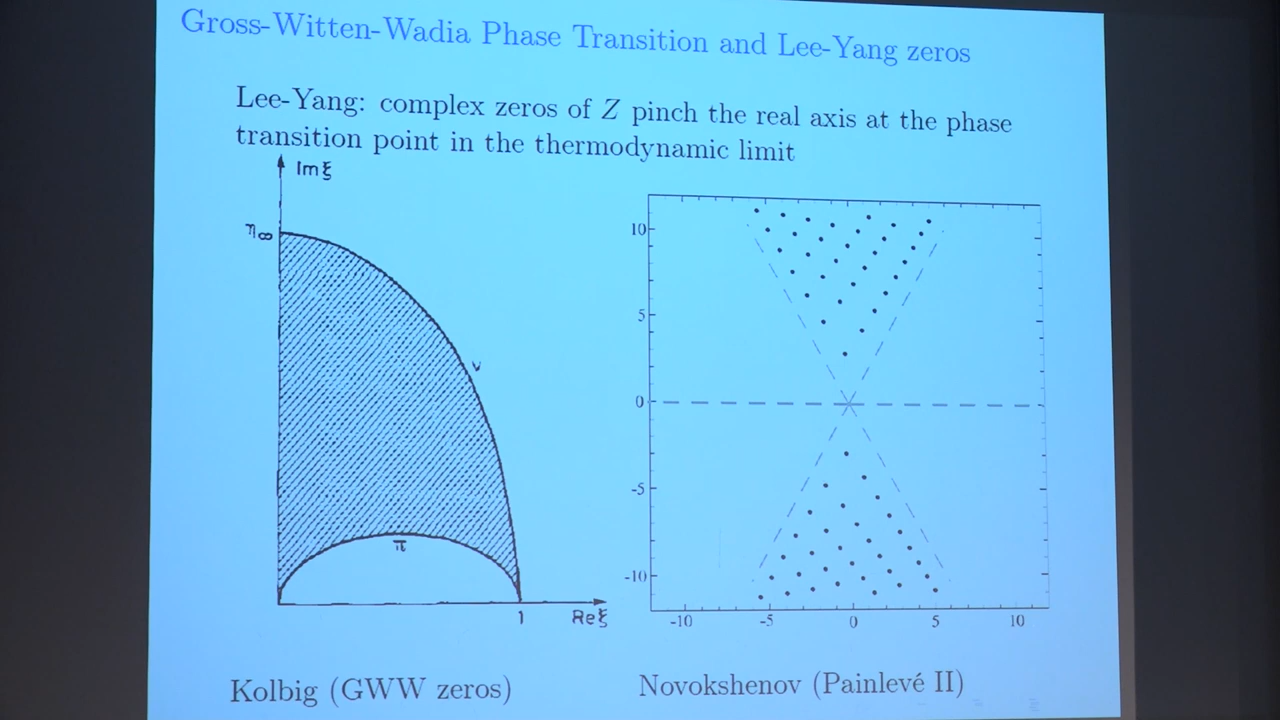 Gross-Witten-Wadia Phase Transition and Lee-Yang zeros
Lee-Yang: complex zeros of Z pinch the real axis at the phase
transition point in the thermodynamic limit
Im ξ
η∞
ν
π
1
Re ξ
10
5
0
-5
-10
-10
-5
0
5
10
Kolbig (GWW zeros)
Novokshenov (Painlevé II)